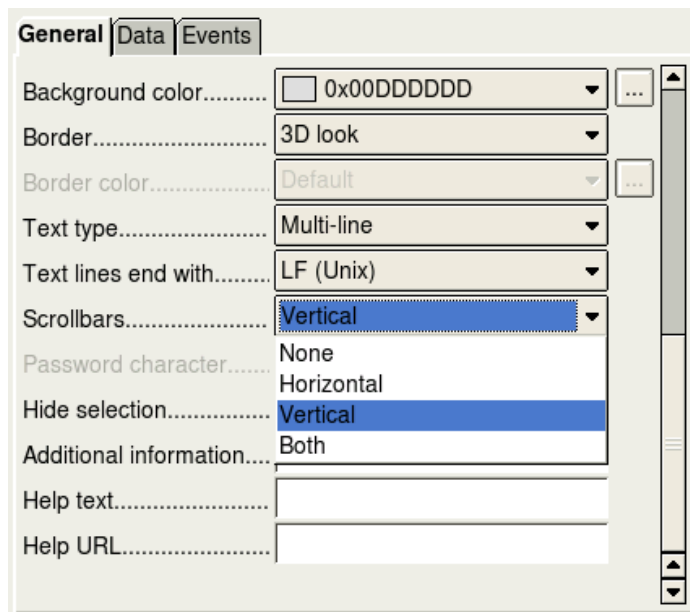 General Data Events
Background color.......... 0x00DDDDDD ...
Border....................... 3D look
Border color................ Default ...
Text type.................... Multi-line
Text lines end with......... LF (Unix)
Scrollbars.................... Vertical
Password character.......
None
Horizontal
Hide selection..............
Vertical
Additional information....
Both
Help text.....................
Help URL....................